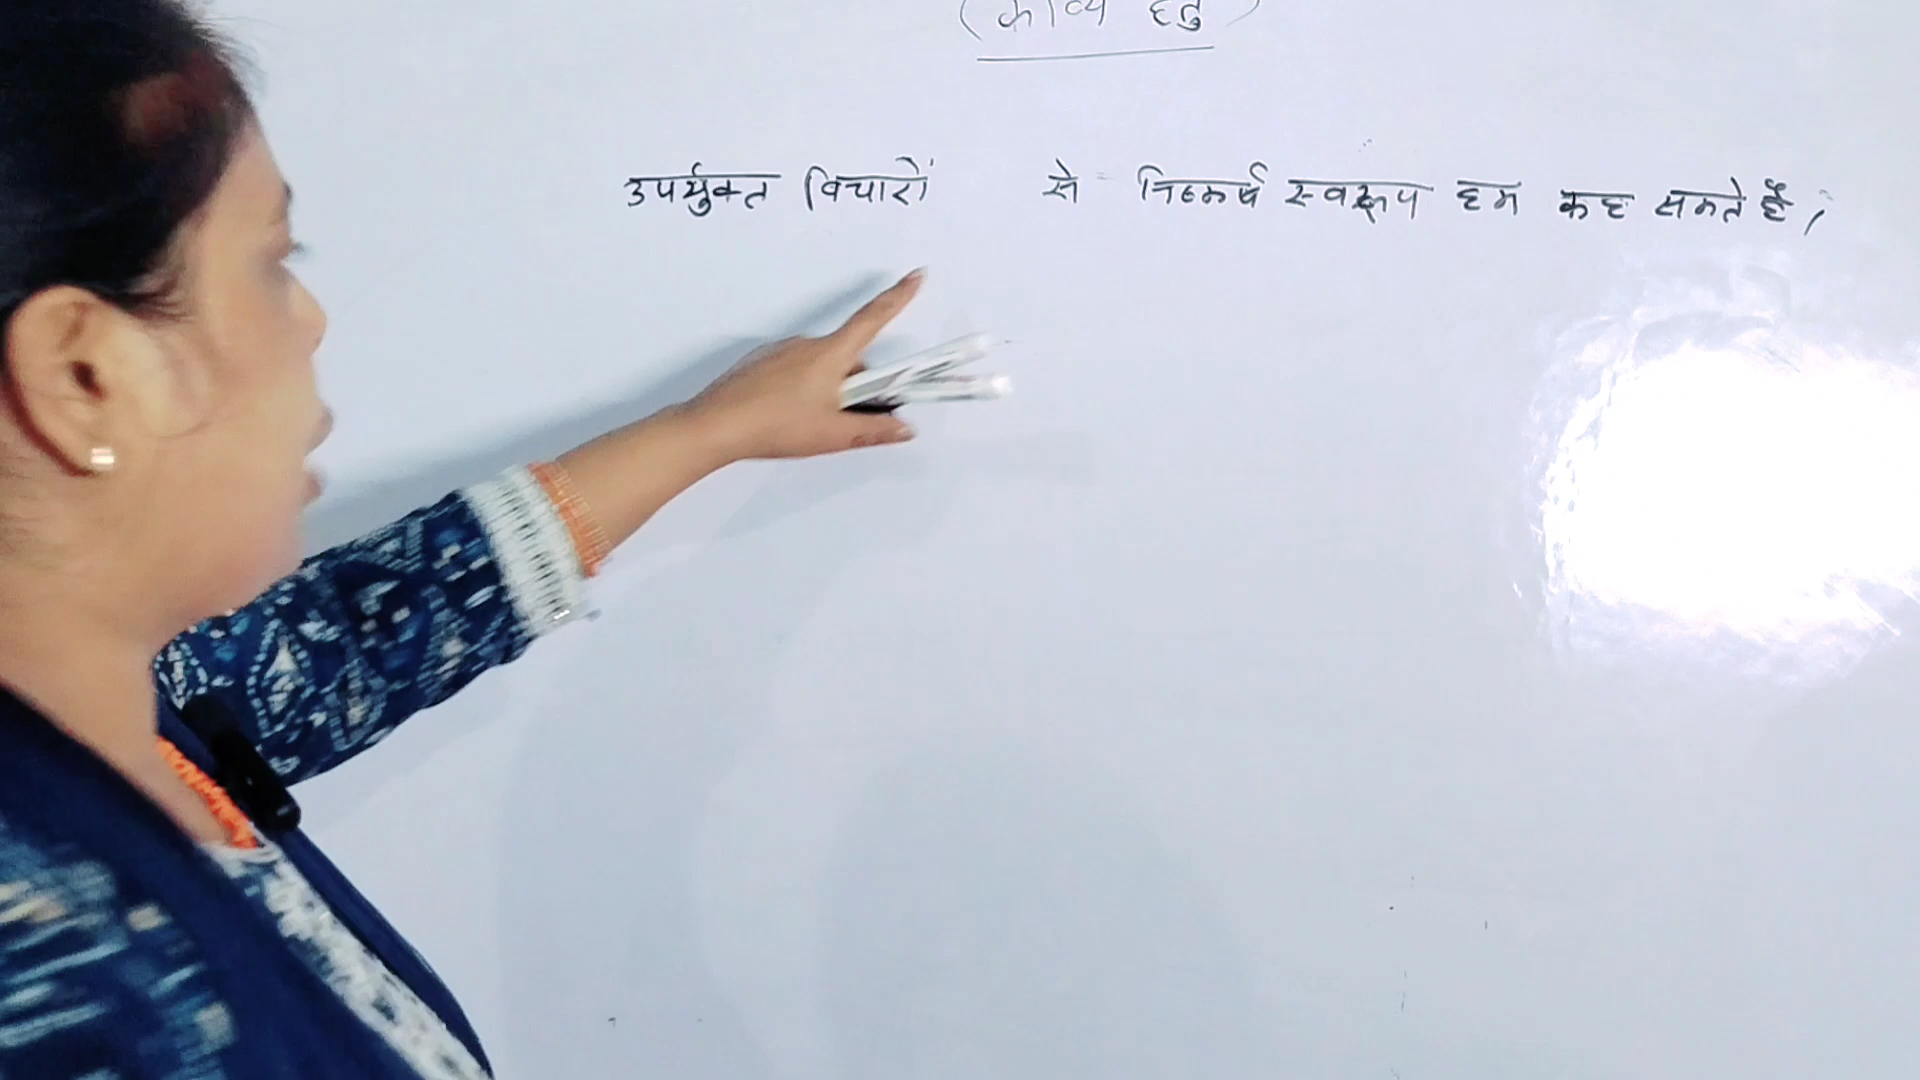 (काव्य हेतु)
उपर्युक्त विचारों से निष्कर्ष स्वरूप हम कह सकते हैं,